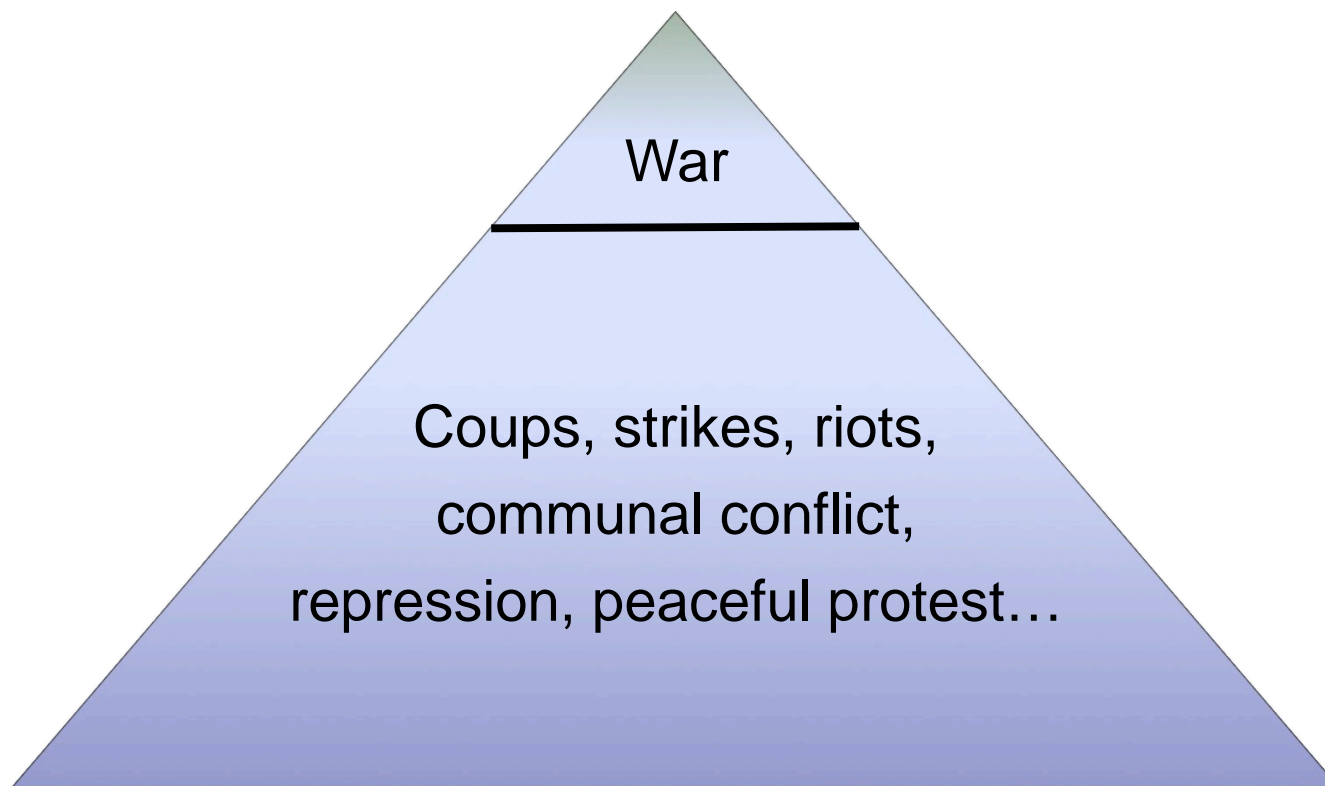 War
Coups, strikes, riots,
communal conflict,
repression, peaceful protest…